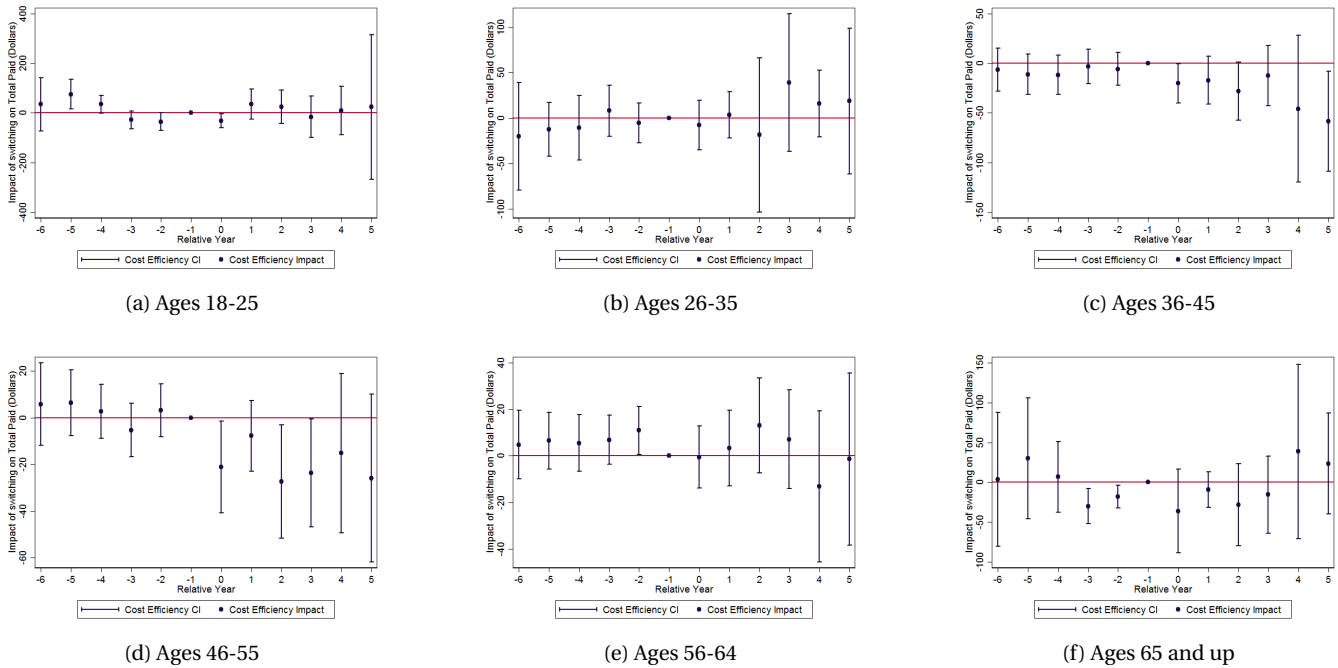 Impact of switching on Total Paid (Dollars)
400
200
0
-200
-400
-6 -5 -4 -3 -2 -1 0 1 2 3 4 5
Relative Year
Cost Efficiency CI Cost Efficiency Impact
(a) Ages 18-25
Impact of switching on Total Paid (Dollars)
100
50
0
-50
-100
-6 -5 -4 -3 -2 -1 0 1 2 3 4 5
Relative Year
Cost Efficiency CI Cost Efficiency Impact
(b) Ages 26-35
Impact of switching on Total Paid (Dollars)
50
0
-50
-100
-150
-6 -5 -4 -3 -2 -1 0 1 2 3 4 5
Relative Year
Cost Efficiency CI Cost Efficiency Impact
(c) Ages 36-45
Impact of switching on Total Paid (Dollars)
20
0
-20
-40
-60
-6 -5 -4 -3 -2 -1 0 1 2 3 4 5
Relative Year
Cost Efficiency CI Cost Efficiency Impact
(d) Ages 46-55
Impact of switching on Total Paid (Dollars)
40
20
0
-20
-40
-6 -5 -4 -3 -2 -1 0 1 2 3 4 5
Relative Year
Cost Efficiency CI Cost Efficiency Impact
(e) Ages 56-64
Impact of switching on Total Paid (Dollars)
150
100
50
0
-50
-100
-6 -5 -4 -3 -2 -1 0 1 2 3 4 5
Relative Year
Cost Efficiency CI Cost Efficiency Impact
(f) Ages 65 and up